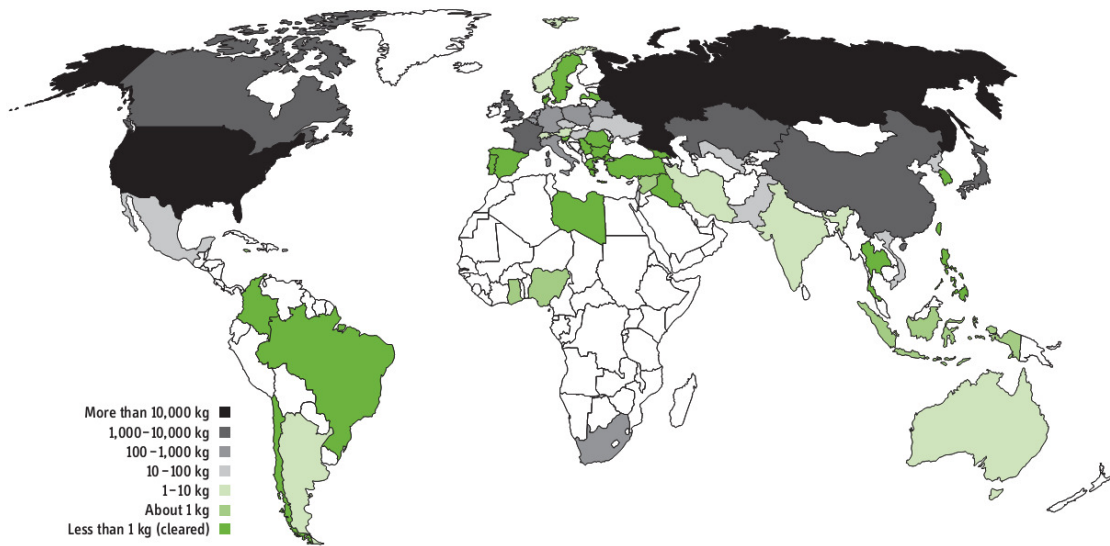 More than 10,000 kg
1,000–10,000 kg
100–1,000 kg
10–100 kg
1–10 kg
About 1 kg
Less than 1 kg (cleared)